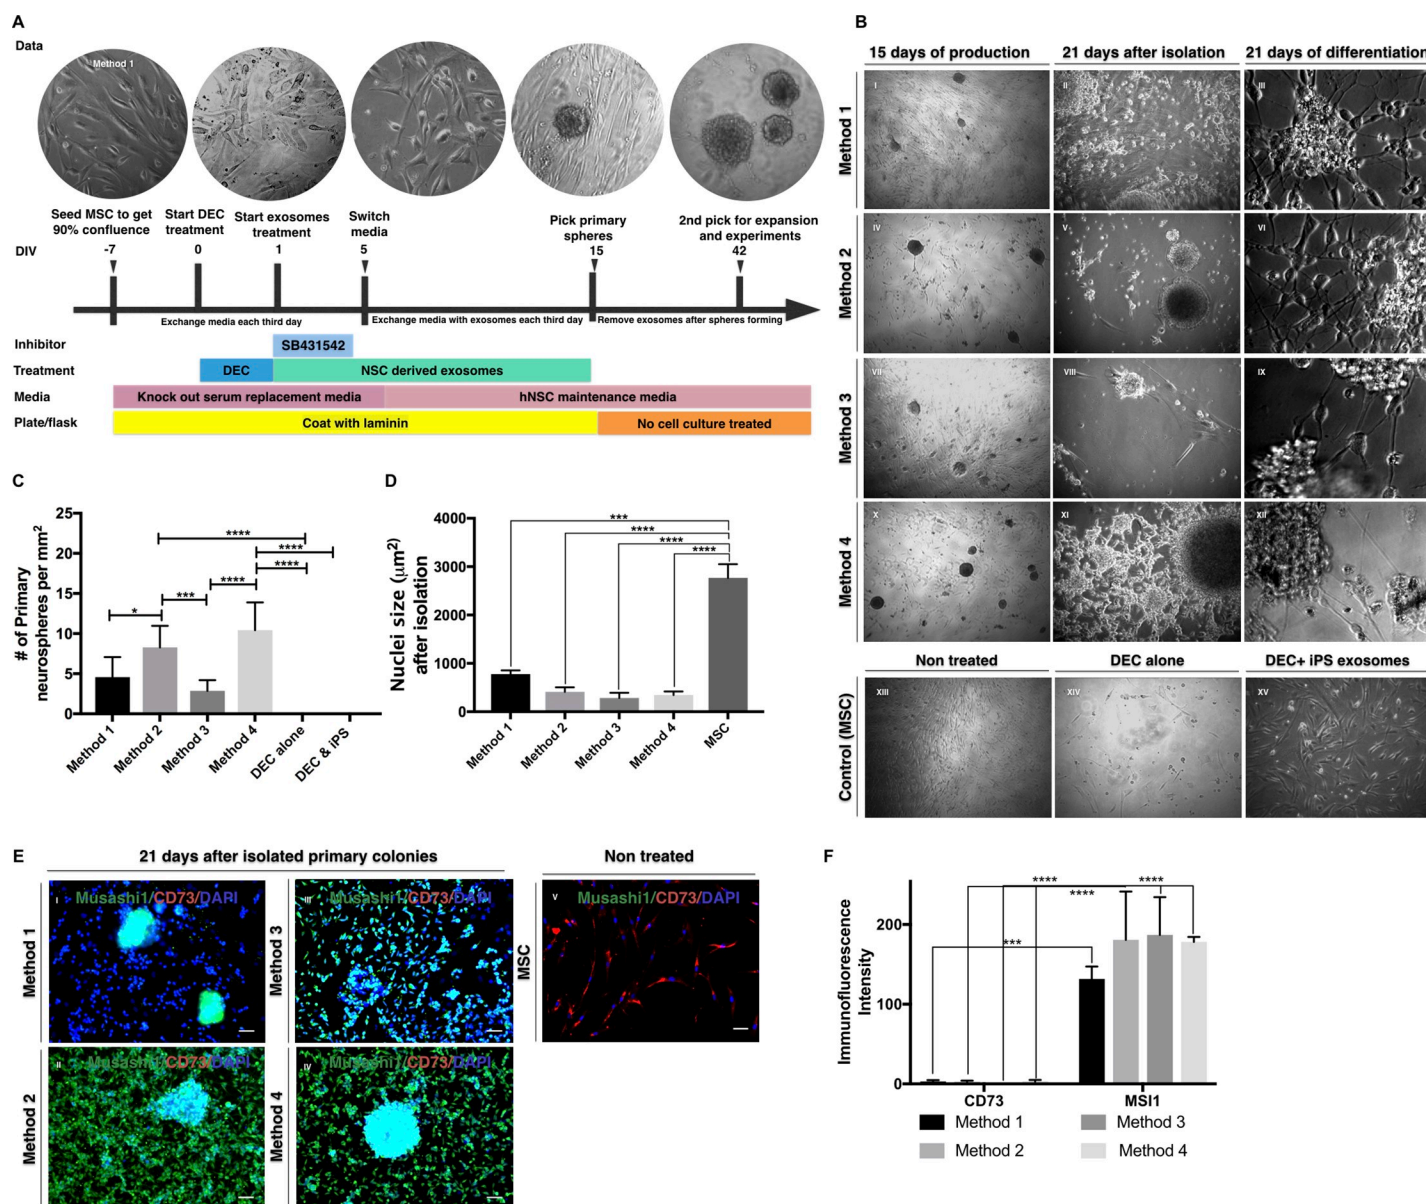 A
Data
Method 1
Seed MSC to get
90% confluence
Start DEC
treatment
Start exosomes
treatment
Switch
media
Pick primary
spheres
2nd pick for expansion
and experiments
DIV
-7
0
1
5
15
42
Exchange media each third day
Exchange media with exosomes each third day
Remove exosomes after spheres forming
Inhibitor
SB431542
Treatment
DEC
NSC derived exosomes
Media
Knock out serum replacement media
hNSC maintenance media
Plate/flask
Coat with laminin
No cell culture treated
B
15 days of production
21 days after isolation
21 days of differentiation
Method 1
I
II
III
Method 2
IV
V
VI
Method 3
VII
VIII
IX
Method 4
X
XI
XII
Non treated
DEC alone
DEC+ iPS exosomes
Control (MSC)
XIII
XIV
XV
C
# of Primary
neurospheres per mm2
25
20
15
10
5
0
****
****
****
****
***
*
Method 1
Method 2
Method 3
Method 4
DEC alone
DEC & iPS
D
Nuclei size (μm2)
after isolation
4000
3000
2000
1000
0
***
****
****
****
Method 1
Method 2
Method 3
Method 4
MSC
E
21 days after isolated primary colonies
Non treated
Method 1
I
Musashi1/CD73/DAPI
Method 3
III
Musashi1/CD73/DAPI
MSC
V
Musashi1/CD73/DAPI
Method 2
II
Musashi1/CD73/DAPI
Method 4
IV
Musashi1/CD73/DAPI
F
Immunofluorescence
Intensity
200
100
0
****
****
****
***
CD73
MSI1
Method 1
Method 3
Method 2
Method 4